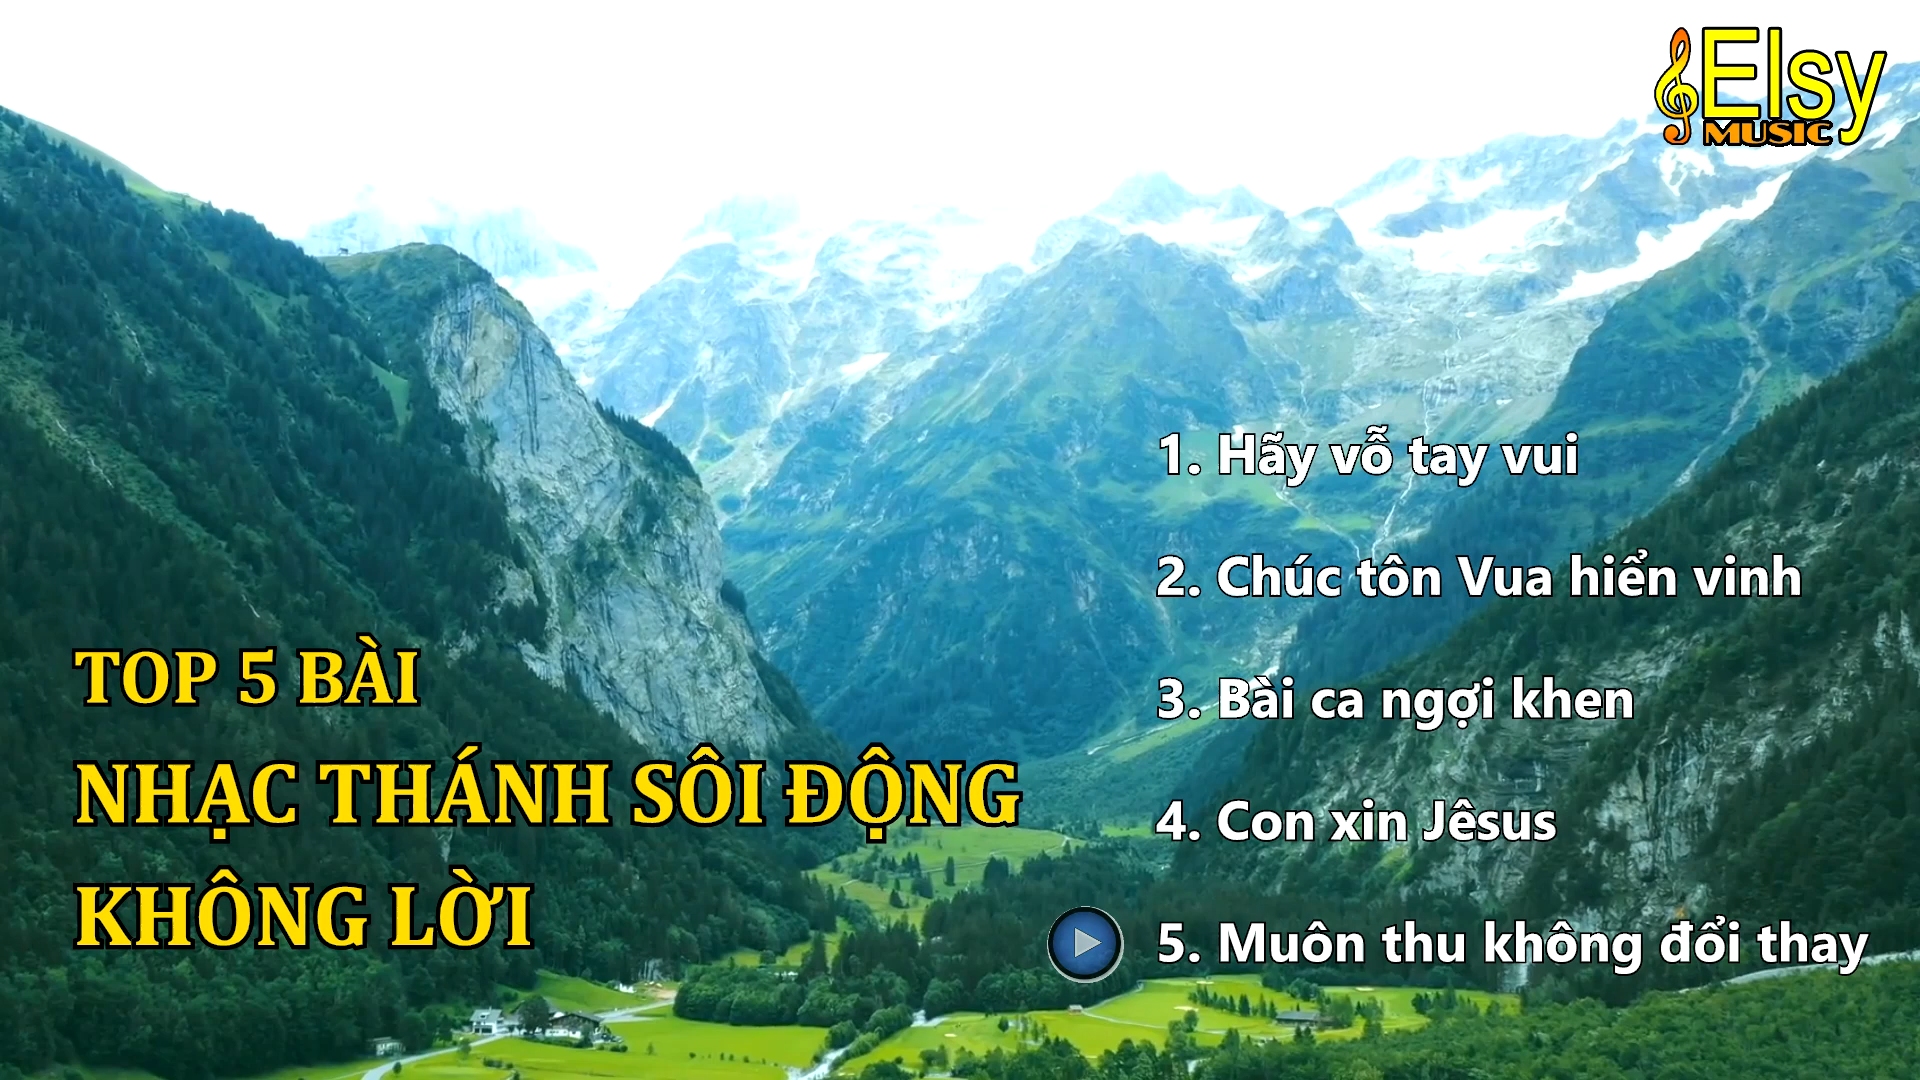 Elsy
MUSIC
1. Hãy vỗ tay vui
2. Chúc tôn Vua hiển vinh
3. Bài ca ngợi khen
4. Con xin Jêsus
5. Muôn thu không đổi thay
TOP 5 BÀI
NHẠC THÁNH SÔI ĐỘNG
KHÔNG LỜI